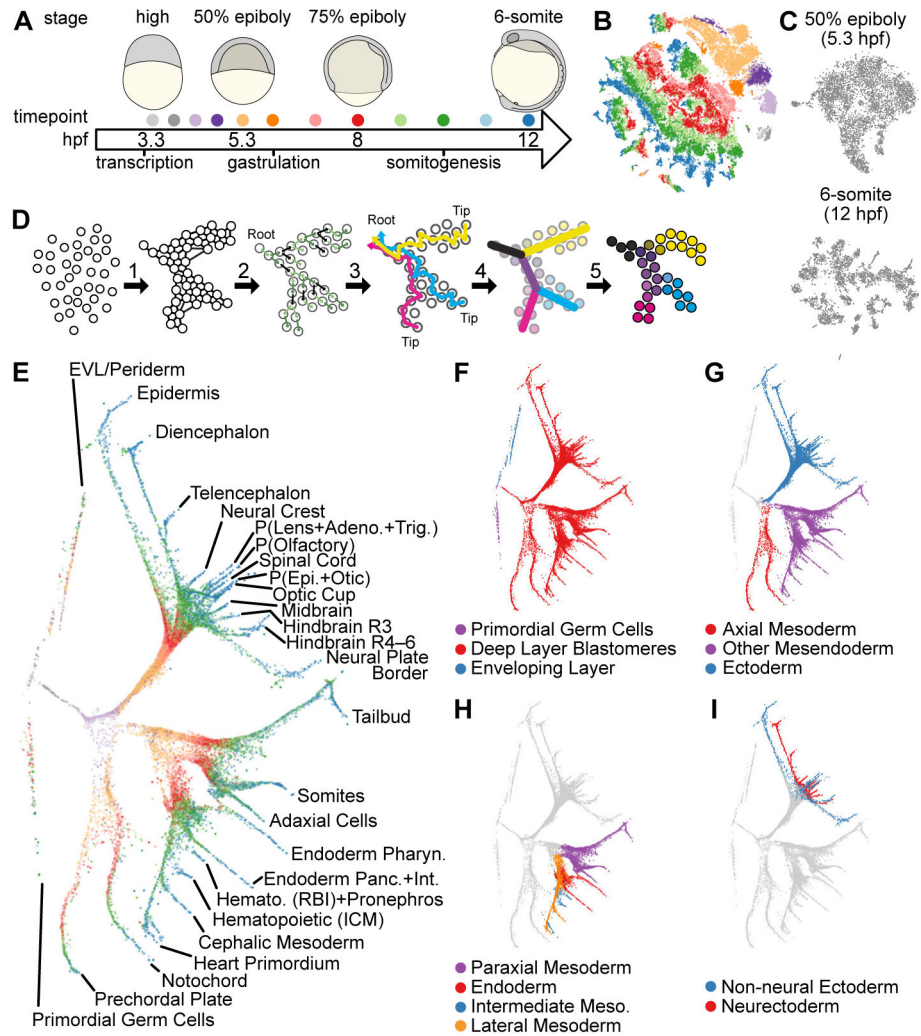 A
stage
high
50% epiboly
75% epiboly
6-somite
timepoint
hpf
3.3
5.3
8
12
transcription
gastrulation
somitogenesis
B
C
50% epiboly
(5.3 hpf)
6-somite
(12 hpf)
D
1
2
Root
3
Root
Tip
Tip
Tip
4
5
E
EVL/Periderm
Epidermis
Diencephalon
Telencephalon
Neural Crest
P(Lens+Adeno.+Trig.)
P(Olfactory)
Spinal Cord
P(Epi.+Otic)
Optic Cup
Midbrain
Hindbrain R3
Hindbrain R4–6
Neural Plate
Border
Tailbud
Somites
Adaxial Cells
Endoderm Pharyn.
Endoderm Panc.+Int.
Hemato. (RBI)+Pronephros
Hematopoietic (ICM)
Cephalic Mesoderm
Heart Primordium
Notochord
Prechordal Plate
Primordial Germ Cells
F
Primordial Germ Cells
Deep Layer Blastomeres
Enveloping Layer
G
Axial Mesoderm
Other Mesendoderm
Ectoderm
H
Paraxial Mesoderm
Endoderm
Intermediate Meso.
Lateral Mesoderm
I
Non-neural Ectoderm
Neurectoderm